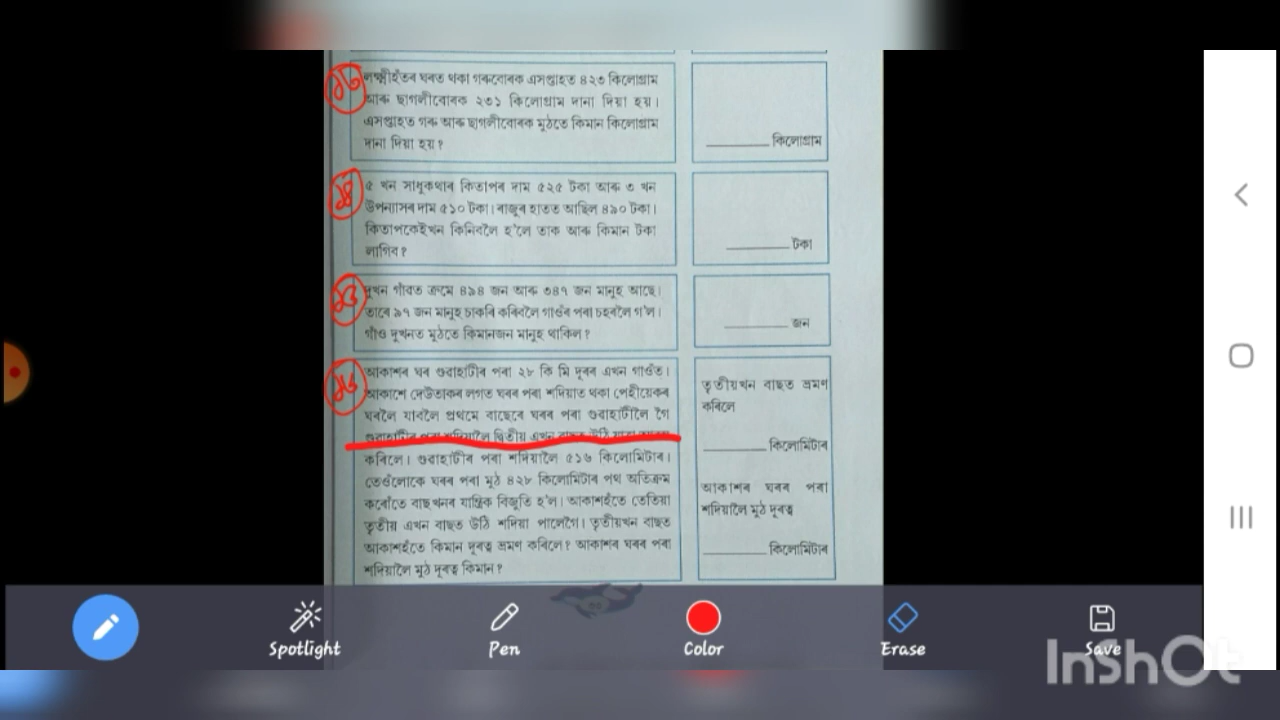 লক্ষ্মীহঁতৰ ঘৰত থকা গৰুবোৰক এসপ্তাহত ৪২৩ কিলোগ্ৰাম
আৰু ছাগলীবোৰক ২৩১ কিলোগ্ৰাম দানা দিয়া হয়।
এসপ্তাহত গৰু আৰু ছাগলীবোৰক মুঠতে কিমান কিলোগ্ৰাম
দানা দিয়া হয়?
কিলোগ্ৰাম
৫ খন সাধুকথাৰ কিতাপৰ দাম ৫২৫ টকা আৰু ৩ খন
উপন্যাসৰ দাম ৫১০ টকা। ৰাজুৰ হাতত আছিল ৪৯০ টকা।
কিতাপকেইখন কিনিবলৈ হ'লে তাক আৰু কিমান টকা
লাগিব?
টকা
দুখন গাঁৱত ক্ৰমে ৪৯৪ জন আৰু ৩৪৭ জন মানুহ আছে।
তাৰে ৯৭ জন মানুহ চাকৰি কৰিবলৈ গাওঁৰ পৰা চহৰলৈ গ'ল।
গাঁও দুখনত মুঠতে কিমানজন মানুহ থাকিল?
জন
আকাশৰ ঘৰ গুৱাহাটীৰ পৰা ২৮ কি মি দূৰৰ এখন গাওঁত।
আকাশে দেউতাকৰ লগত ঘৰৰ পৰা শদিয়াত থকা পেহীয়েকৰ
ঘৰলৈ যাবলৈ প্ৰথমে বাছেৰে ঘৰৰ পৰা গুৱাহাটীলৈ গৈ
গুৱাহাটীৰ পৰা শদিয়ালৈ দ্বিতীয় এখন বাছত উঠি যাত্ৰা আৰম্ভ
কৰিলে। গুৱাহাটীৰ পৰা শদিয়ালৈ ৫১৬ কিলোমিটাৰ।
তেওঁলোকে ঘৰৰ পৰা মুঠ ৪২৮ কিলোমিটাৰ পথ অতিক্ৰম
কৰোঁতে বাছখনৰ যান্ত্ৰিক বিজুতি হ'ল। আকাশহঁতে তেতিয়া
তৃতীয় এখন বাছত উঠি শদিয়া পালেগৈ। তৃতীয়খন বাছত
আকাশহঁতে কিমান দূৰত্ব ভ্ৰমণ কৰিলে? আকাশৰ ঘৰৰ পৰা
শদিয়ালৈ মুঠ দূৰত্ব কিমান?
তৃতীয়খন বাছত ভ্ৰমণ
কৰিলে
কিলোমিটাৰ
আকাশৰ ঘৰৰ পৰা
শদিয়ালৈ মুঠ দূৰত্ব
কিলোমিটাৰ
Spotlight
Pen
Color
Erase
Save
InShOt